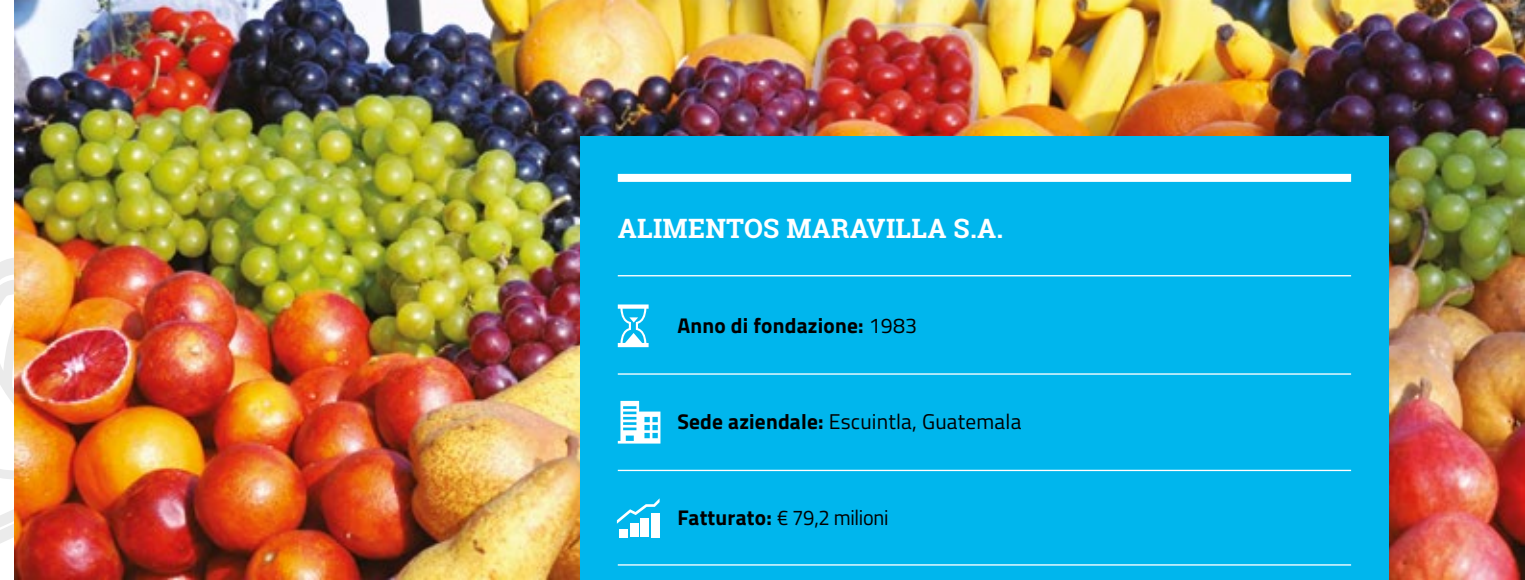 ALIMENTOS MARAVILLA S.A.
Anno di fondazione: 1983
Sede aziendale: Escuintla, Guatemala
Fatturato: € 79,2 milioni